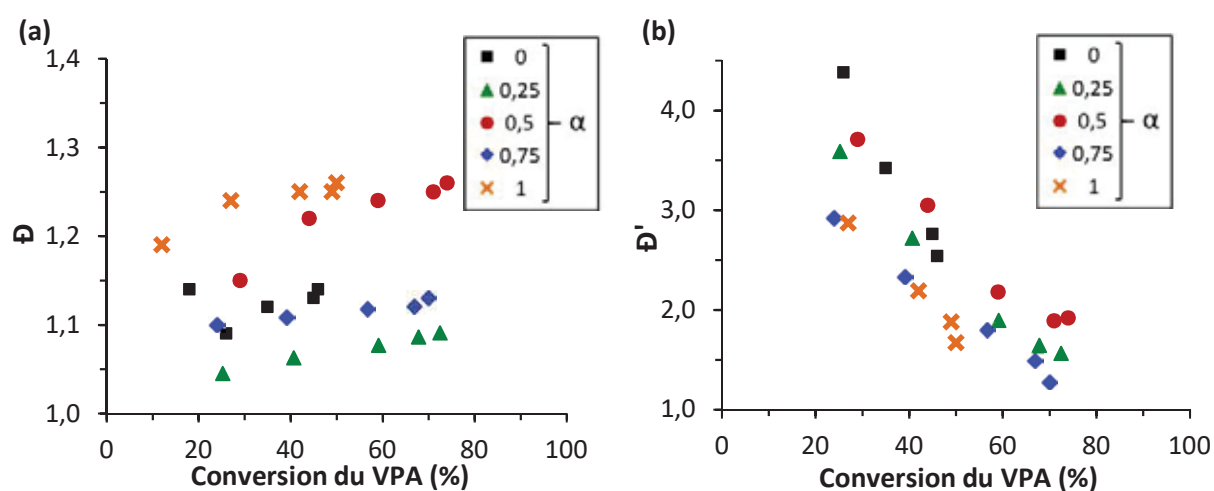 (a)
1,4
1,3
1,2
1,1
1,0
Đ
0 20 40 60 80 100
Conversion du VPA (%)
0
0,25
0,5
0,75
1
α
(b)
4,0
3,0
2,0
1,0
Đ'
0 20 40 60 80 100
Conversion du VPA (%)
0
0,25
0,5
0,75
1
α